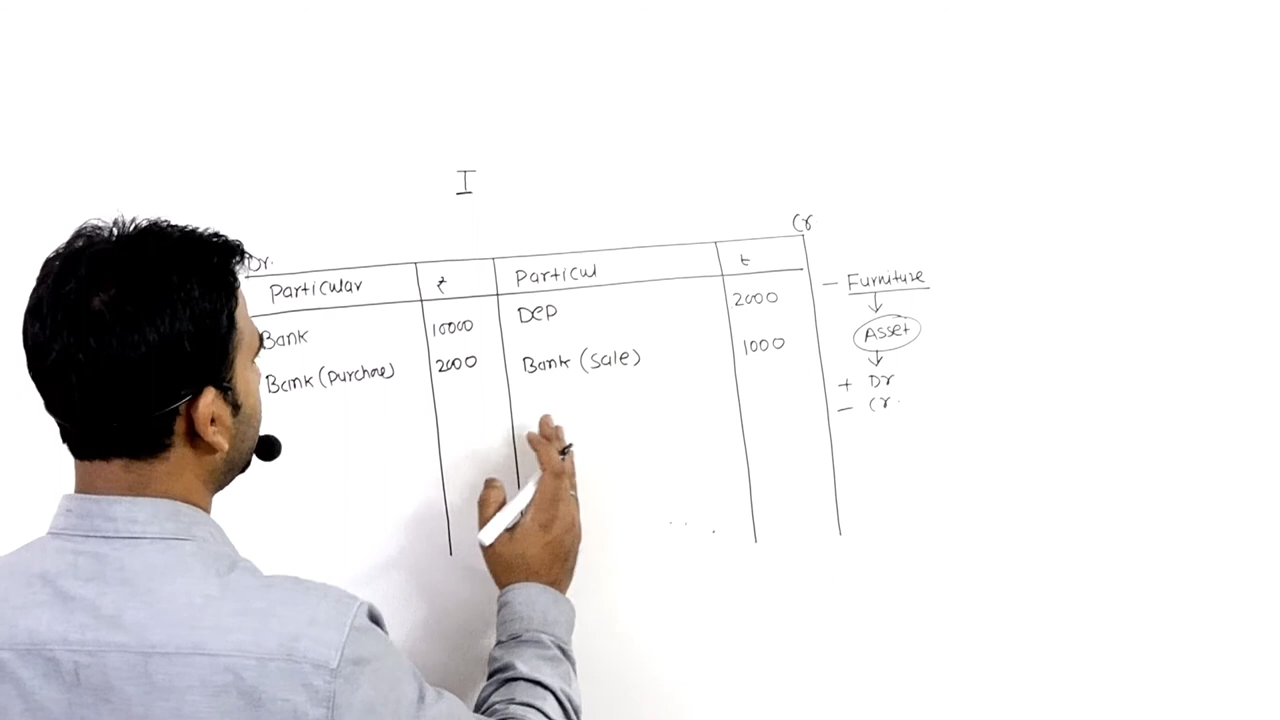 I
Dr. Cr
Particular ₹ Particul ₹
Bank 10000 Dep 2000
Bank (Purchase) 2000 Bank (Sale) 1000
— Furniture
Asset
+ Dr
— Cr.